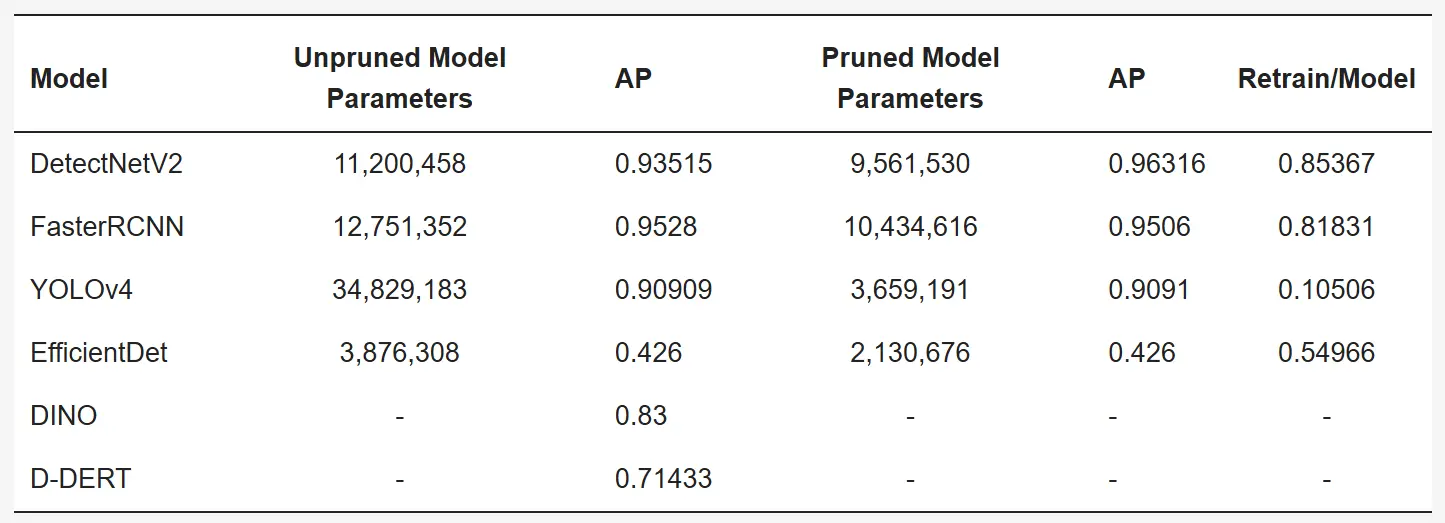 Model Unpruned Model Parameters AP Pruned Model Parameters AP Retrain/Model
DetectNetV2 11,200,458 0.93515 9,561,530 0.96316 0.85367
FasterRCNN 12,751,352 0.9528 10,434,616 0.9506 0.81831
YOLOv4 34,829,183 0.90909 3,659,191 0.9091 0.10506
EfficientDet 3,876,308 0.426 2,130,676 0.426 0.54966
DINO - 0.83 - - -
D-DERT - 0.71433 - - -